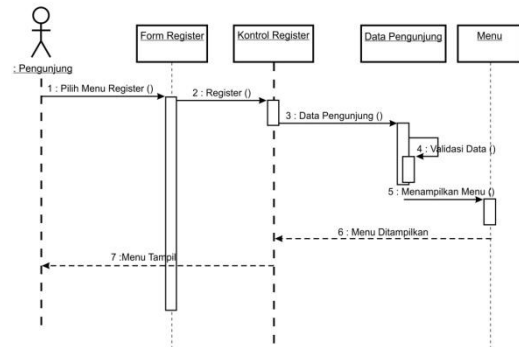 Form Register
Kontrol Register
Data Pengunjung
Menu
: Pengunjung
1 : Pilih Menu Register ()
2 : Register ()
3 : Data Pengunjung ()
4 : Validasi Data ()
5 : Menampilkan Menu ()
6 : Menu Ditampilkan
7 :Menu Tampil